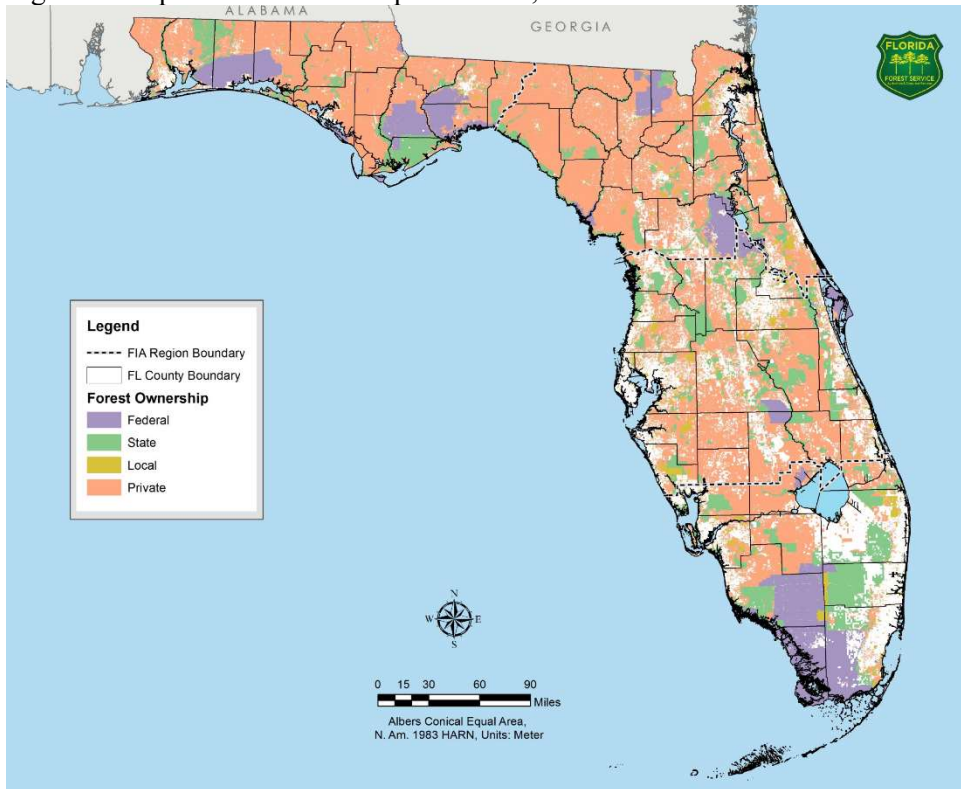 ALABAMA
GEORGIA
FLORIDA
FOREST SERVICE
Legend
FIA Region Boundary
FL County Boundary
Forest Ownership
Federal
State
Local
Private
N
W E
S
0 15 30 60 90
Miles
Albers Conical Equal Area,
N. Am. 1983 HARN, Units: Meter